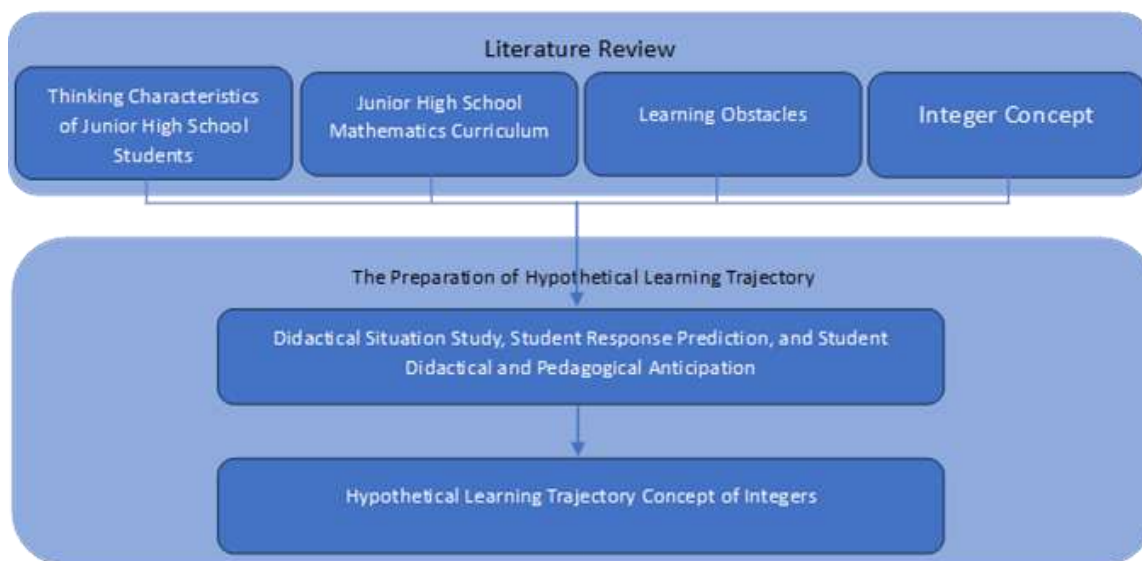 Literature Review
Thinking Characteristics
of Junior High School
Students
Junior High School
Mathematics Curriculum
Learning Obstacles
Integer Concept
The Preparation of Hypothetical Learning Trajectory
Didactical Situation Study, Student Response Prediction, and Student
Didactical and Pedagogical Anticipation
Hypothetical Learning Trajectory Concept of Integers